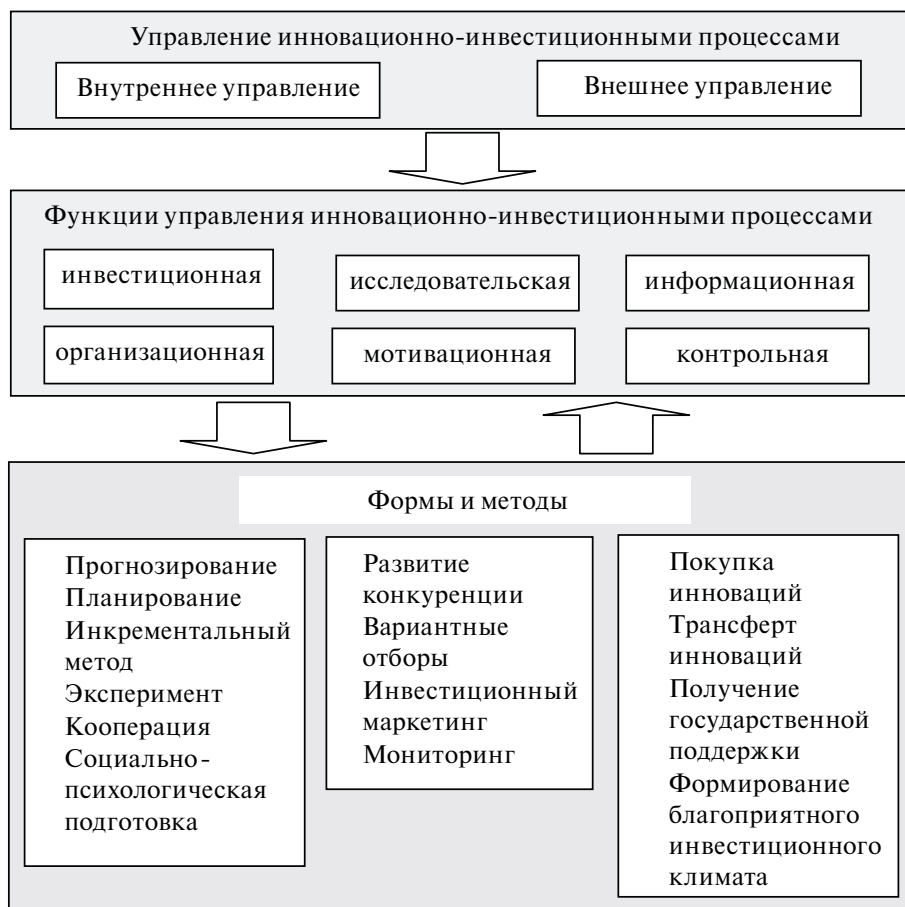 Управление инновационно-инвестиционными процессами
Внутреннее управление
Внешнее управление
Функции управления инновационно-инвестиционными процессами
инвестиционная
исследовательская
информационная
организационная
мотивационная
контрольная
Формы и методы
Прогнозирование
Планирование
Инкрементальный
метод
Эксперимент
Кооперация
Социально-
психологическая
подготовка
Развитие
конкуренции
Вариантные
отборы
Инвестиционный
маркетинг
Мониторинг
Покупка
инноваций
Трансферт
инноваций
Получение
государственной
поддержки
Формирование
благоприятного
инвестиционного
климата